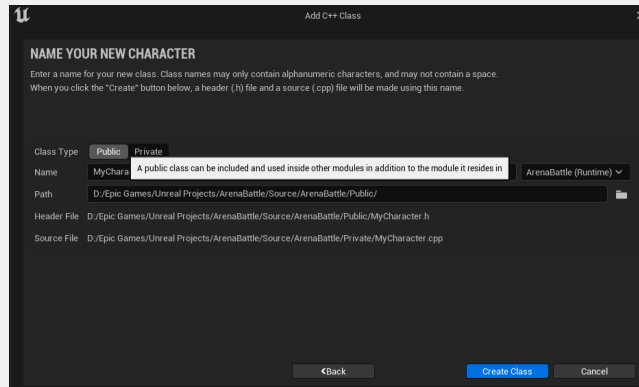 Add C++ Class
NAME YOUR NEW CHARACTER
Enter a name for your new class. Class names may only contain alphanumeric characters, and may not contain a space.
When you click the "Create" button below, a header (.h) file and a source (.cpp) file will be made using this name.
Class Type Public Private
A public class can be included and used inside other modules in addition to the module it resides in
Name MyChara ArenaBattle (Runtime)
Path D:/Epic Games/Unreal Projects/ArenaBattle/Source/ArenaBattle/Public/
Header File D:/Epic Games/Unreal Projects/ArenaBattle/Source/ArenaBattle/Public/MyCharacter.h
Source File D:/Epic Games/Unreal Projects/ArenaBattle/Source/ArenaBattle/Private/MyCharacter.cpp
Back Create Class Cancel